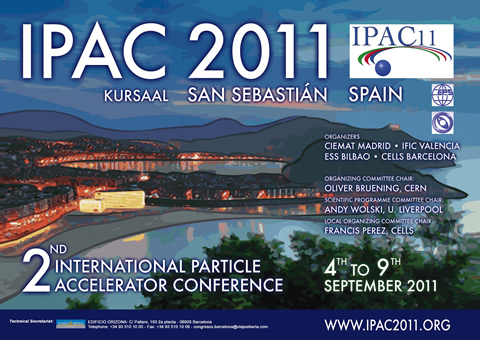 IPAC 2011
IPAC11
KURSAAL SAN SEBASTIÁN SPAIN
ORGANIZERS
CIEMAT MADRID • IFIC VALENCIA
ESS BILBAO • CELLS BARCELONA
ORGANIZING COMMITTEE CHAIR:
OLIVER BRUENING, CERN
SCIENTIFIC PROGRAMME COMMITTEE CHAIR:
ANDY WOLSKI, U. LIVERPOOL
LOCAL ORGANIZING COMMITTEE CHAIR
FRANCIS PEREZ, CELLS
2ND INTERNATIONAL PARTICLE
ACCELERATOR CONFERENCE
4TH TO 9TH
SEPTEMBER 2011
Technical Secretariat:
EDIFICIO ORIZONA: C/ Pallars, 193 2a planta - 08005 Barcelona
Telephone: +34 93 510 10 05 - Fax: +34 93 510 10 09 - congresos.barcelona@viajesiberia.com
WWW.IPAC2011.ORG